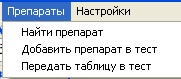 Препараты Настройки
Найти препарат
Добавить препарат в тест
Передать таблицу в тест